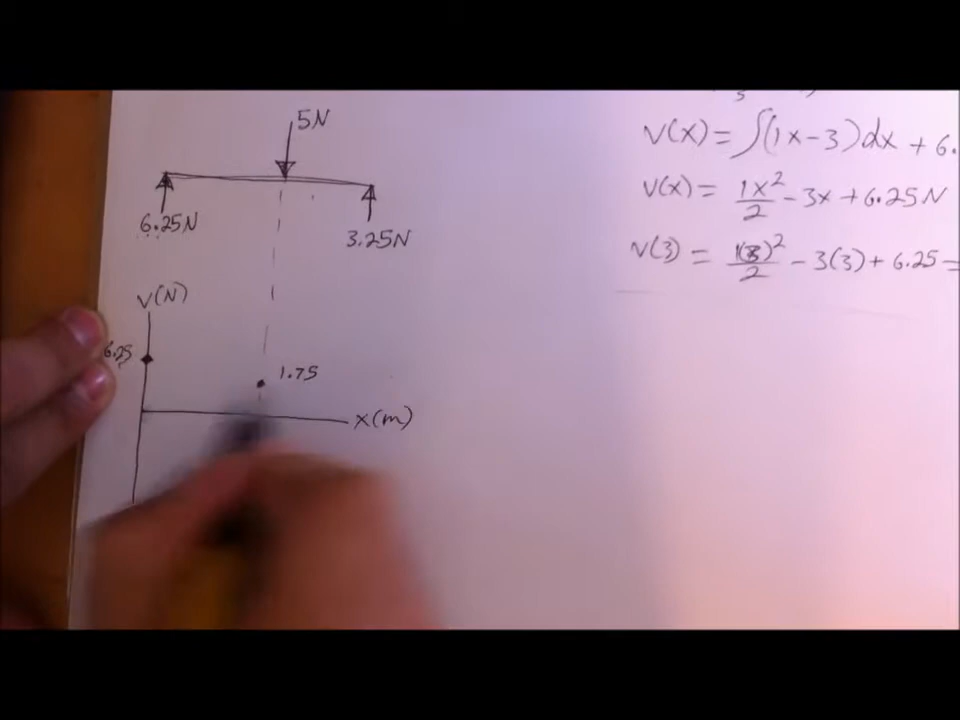 5N
6.25N
3.25N
V(N)
6.25
1.75
x(m)
V(x) = ∫(1x-3)dx + 6.
V(x) = 1x²/2 - 3x + 6.25N
V(3) = 1(3)²/2 - 3(3) + 6.25 =